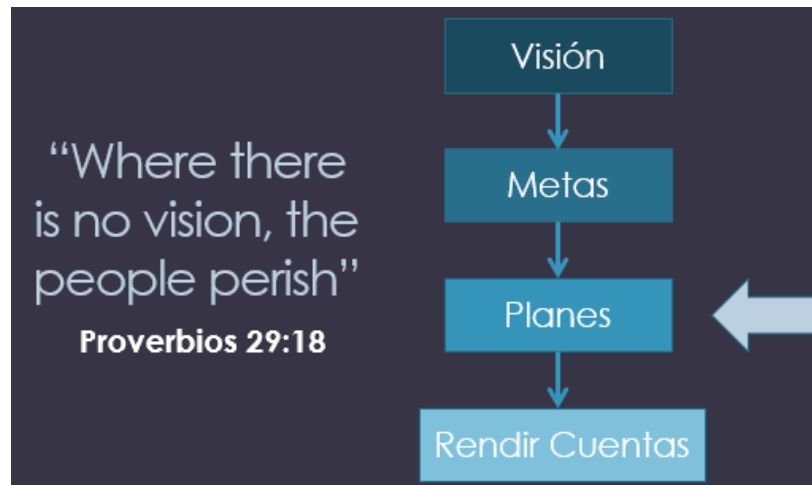 “Where there
is no vision, the
people perish”
Proverbios 29:18
Visión
Metas
Planes
Rendir Cuentas